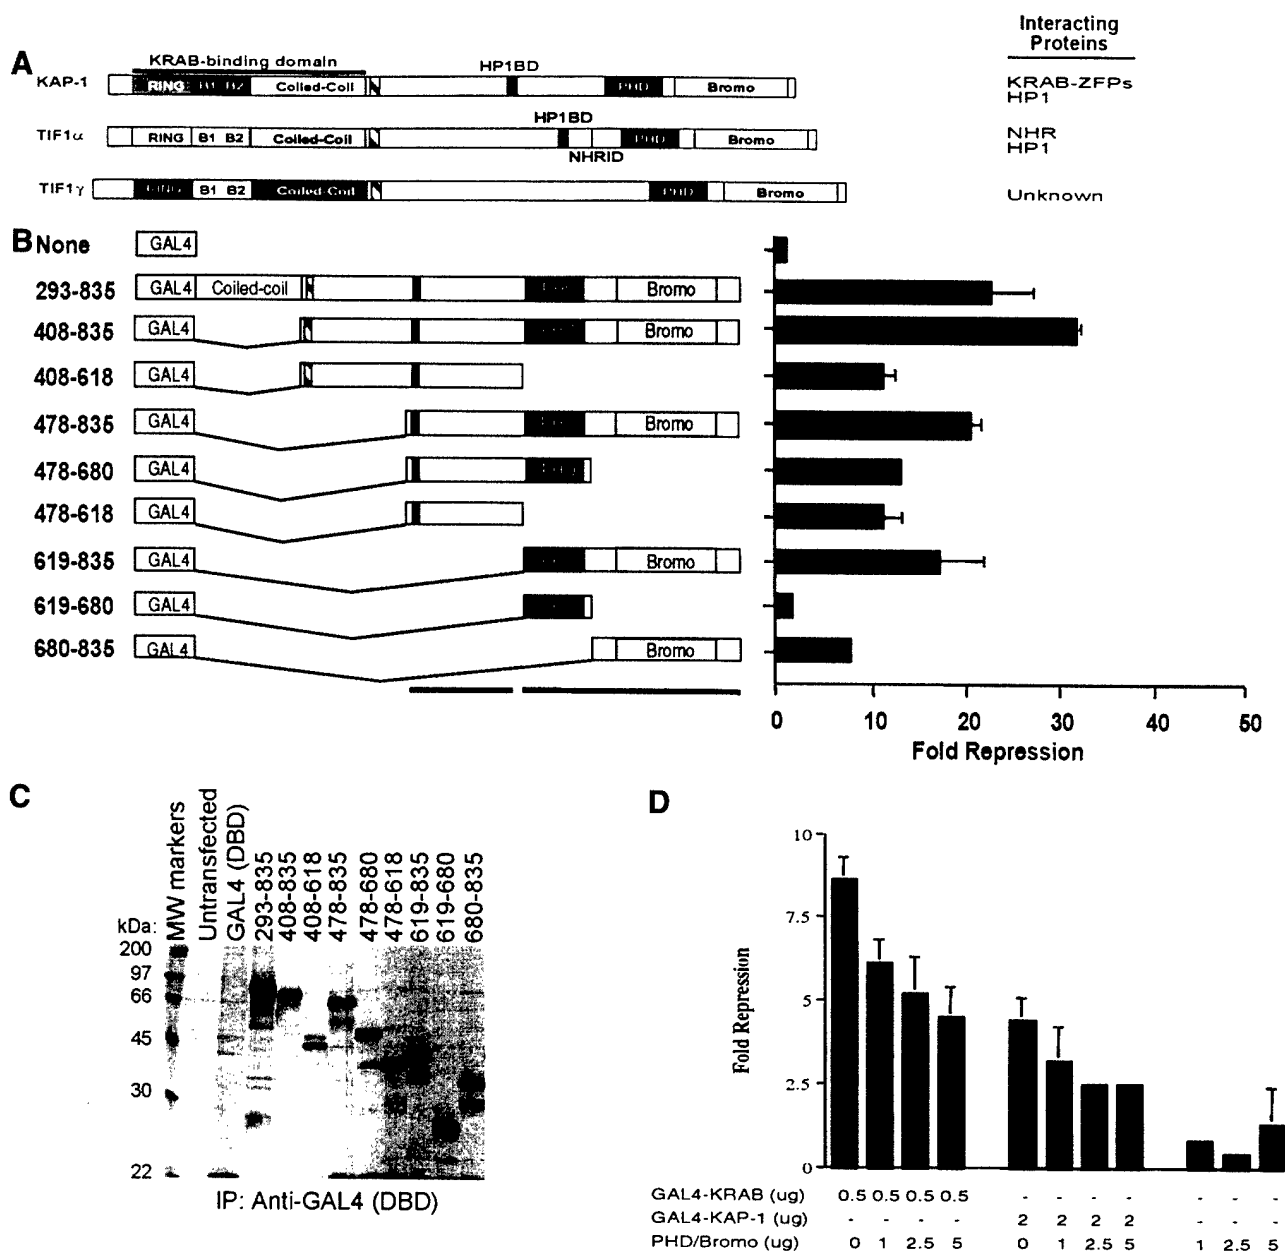 Interacting
Proteins
A
KRAB-binding domain
HP1BD
KAP-1
RING B1 B2 Coiled-Coil PHD Bromo
KRAB-ZFPs
HP1
HP1BD
TIF1α
RING B1 B2 Coiled-Coil PHD Bromo
NHR
HP1
NHRID
TIF1γ
RING B1 B2 Coiled-Coil PHD Bromo
Unknown
B
None GAL4
293-835 GAL4 Coiled-coil Bromo
408-835 GAL4 Bromo
408-618 GAL4
478-835 GAL4 Bromo
478-680 GAL4
478-618 GAL4
619-835 GAL4 Bromo
619-680 GAL4
680-835 GAL4 Bromo
0 10 20 30 40 50
Fold Repression
C
MW markers
Untransfected
GAL4 (DBD)
293-835
408-835
408-618
478-835
478-680
478-618
619-835
619-680
680-835
kDa:
200
97
66
45
30
22
IP: Anti-GAL4 (DBD)
D
10
7.5
5
2.5
0
Fold Repression
GAL4-KRAB (ug) 0.5 0.5 0.5 0.5 - - - - - - -
GAL4-KAP-1 (ug) - - - - 2 2 2 2 - - -
PHD/Bromo (ug) 0 1 2.5 5 0 1 2.5 5 1 2.5 5